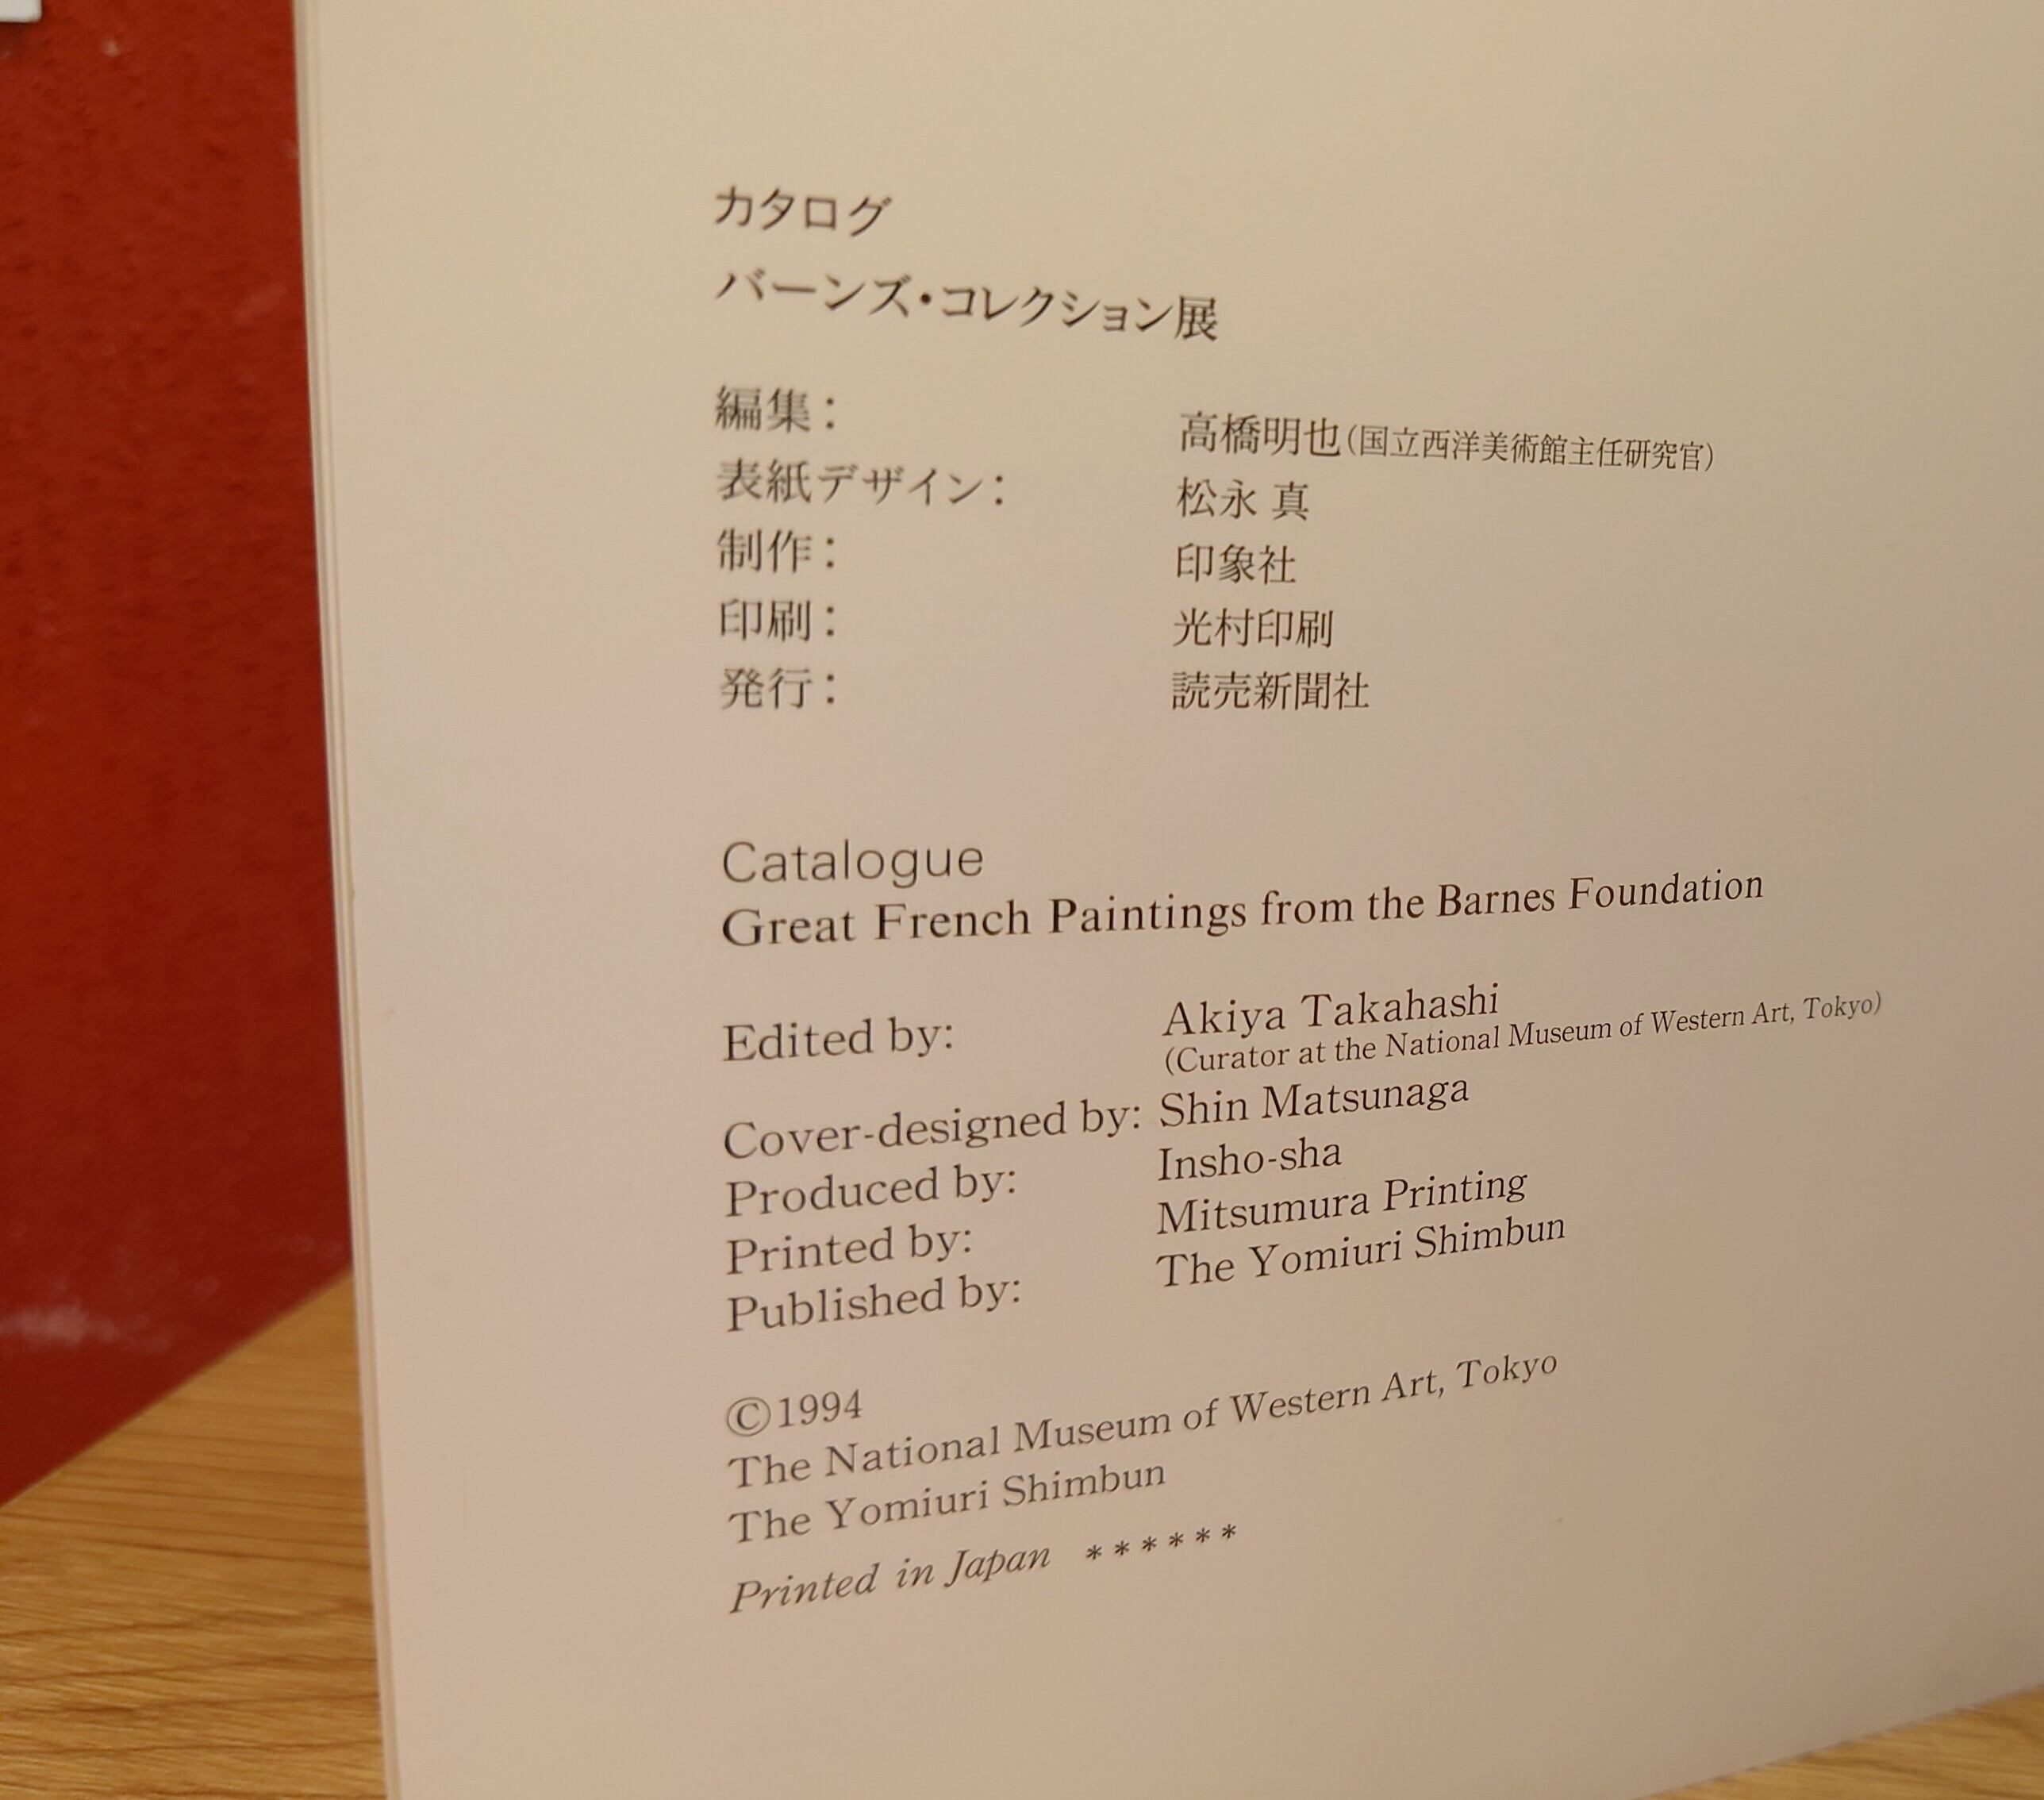 カタログ
バーンズ・コレクション展
編集： 高橋明也(国立西洋美術館主任研究官)
表紙デザイン： 松永 真
制作： 印象社
印刷： 光村印刷
発行： 読売新聞社
Catalogue
Great French Paintings from the Barnes Foundation
Edited by: Akiya Takahashi
(Curator at the National Museum of Western Art, Tokyo)
Cover-designed by: Shin Matsunaga
Produced by: Insho-sha
Printed by: Mitsumura Printing
Published by: The Yomiuri Shimbun
©1994
The National Museum of Western Art, Tokyo
The Yomiuri Shimbun
Printed in Japan ******